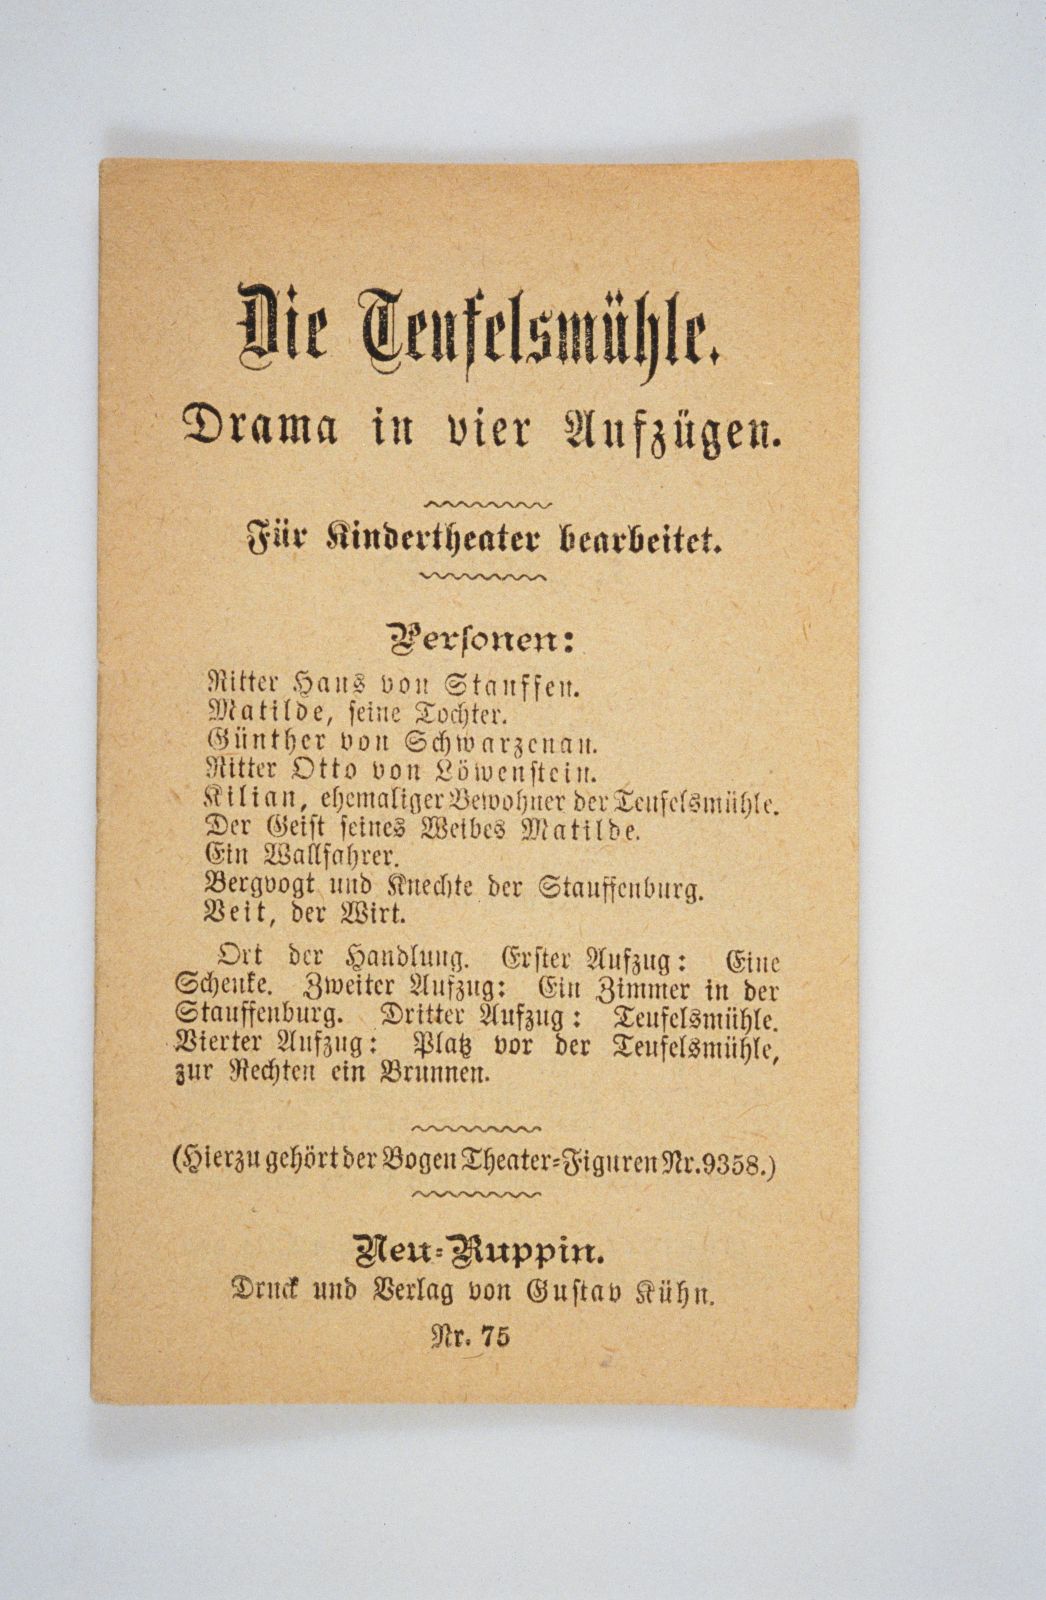 Die Teufelsmühle.
Drama in vier Aufzügen.
Für Kindertheater bearbeitet.
Personen:
Ritter Hans von Stauffen.
Matilde, seine Tochter.
Günther von Schwarzenau.
Ritter Otto von Löwenstein.
Kilian, ehemaliger Bewohner der Teufelsmühle.
Der Geist seines Weibes Matilde.
Ein Wallfahrer.
Bergvogt und Knechte der Stauffenburg.
Veit, der Wirt.
Ort der Handlung. Erster Aufzug: Eine
Schenke. Zweiter Aufzug: Ein Zimmer in der
Stauffenburg. Dritter Aufzug: Teufelsmühle.
Vierter Aufzug: Platz vor der Teufelsmühle,
zur Rechten ein Brunnen.
(Hierzu gehört der Bogen Theater-Figuren Nr. 9358.)
Neu-Ruppin.
Druck und Verlag von Gustav Kühn.
Nr. 75